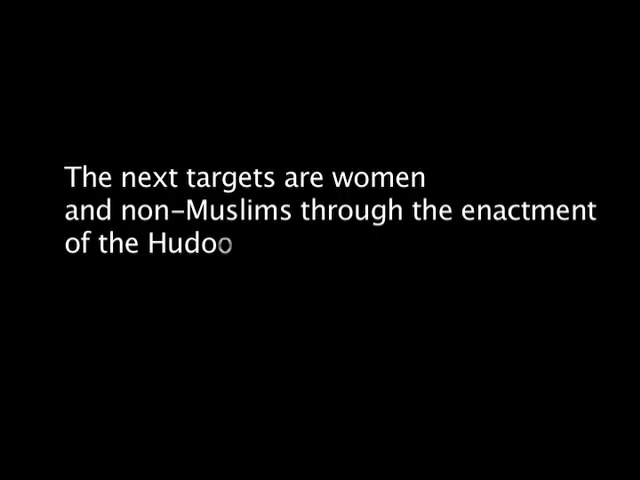 The next targets are women
and non-Muslims through the enactment
of the Hudoo